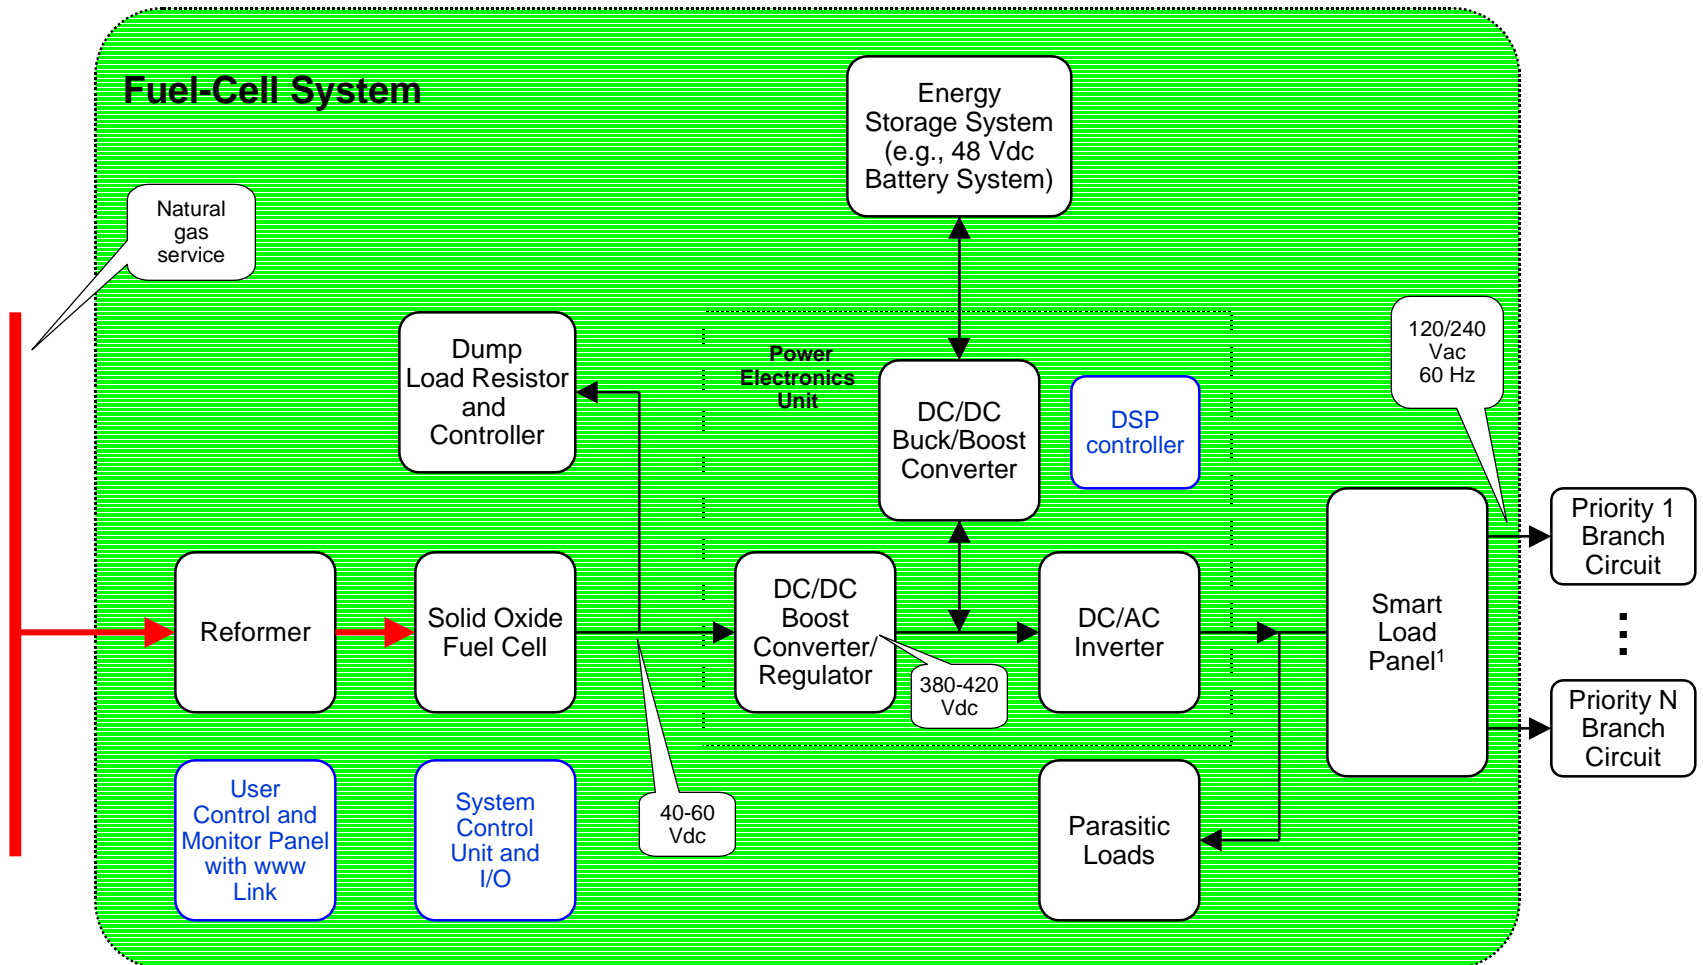 Fuel-Cell System
Energy
Storage System
(e.g., 48 Vdc
Battery System)
Natural
gas
service
Dump
Load Resistor
and
Controller
Power
Electronics
Unit
DC/DC
Buck/Boost
Converter
DSP
controller
120/240
Vac
60 Hz
Priority 1
Branch
Circuit
Reformer
Solid Oxide
Fuel Cell
DC/DC
Boost
Converter/
Regulator
380-420
Vdc
DC/AC
Inverter
Smart
Load
Panel¹
Priority N
Branch
Circuit
User
Control and
Monitor Panel
with www
Link
System
Control
Unit and
I/O
40-60
Vdc
Parasitic
Loads